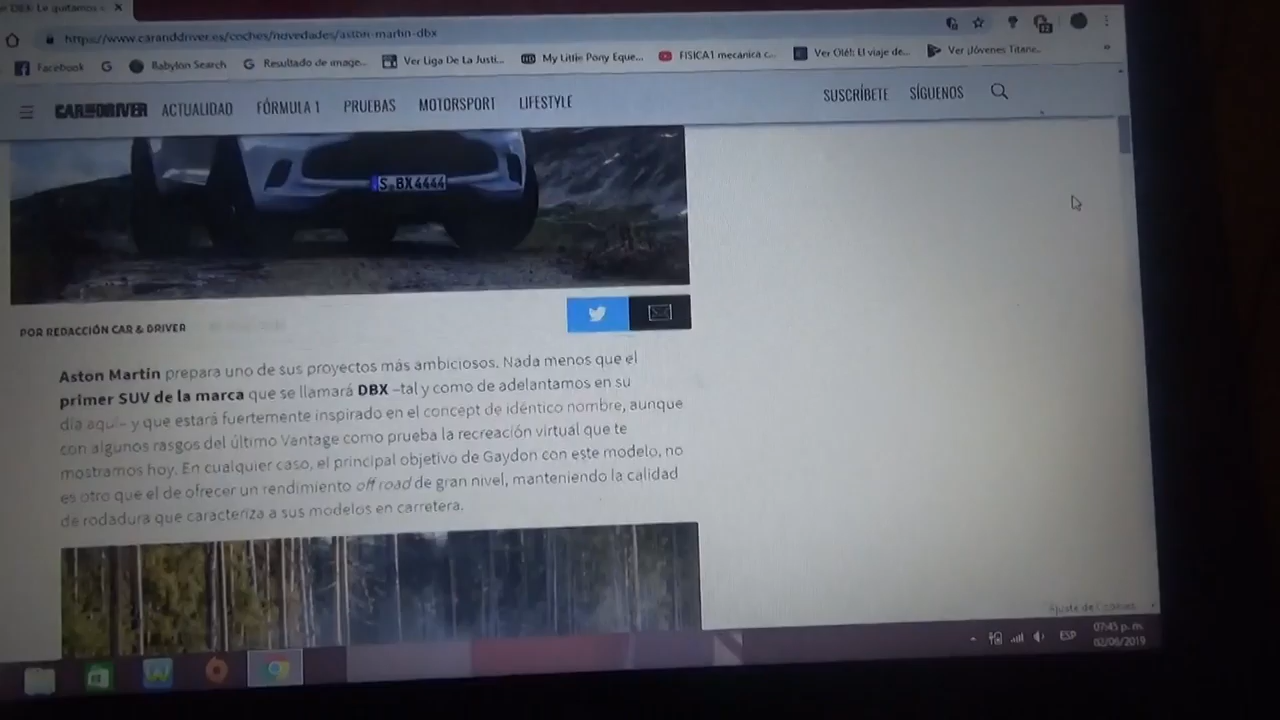 DBX: Le quitamos
https://www.caranddriver.es/coches/novedades/aston-martin-dbx
Facebook
Babylon Search
Resultado de image...
Ver Liga De La Justi...
My Little Pony Eque...
FISICA1 mecánica c...
Ver Olé!: El viaje de...
Ver Jóvenes Titane...
CAR AND DRIVER ACTUALIDAD FÓRMULA 1 PRUEBAS MOTORSPORT LIFESTYLE SUSCRÍBETE SÍGUENOS
S BX4444
POR REDACCIÓN CAR & DRIVER
Aston Martin prepara uno de sus proyectos más ambiciosos. Nada menos que el
primer SUV de la marca que se llamará DBX –tal y como de adelantamos en su
día aquí– y que estará fuertemente inspirado en el concept de idéntico nombre, aunque
con algunos rasgos del último Vantage como prueba la recreación virtual que te
mostramos hoy. En cualquier caso, el principal objetivo de Gaydon con este modelo, no
es otro que el de ofrecer un rendimiento off road de gran nivel, manteniendo la calidad
de rodadura que caracteriza a sus modelos en carretera.
Ajuste de Cookies
ESP
07:45 p. m.
02/06/2019